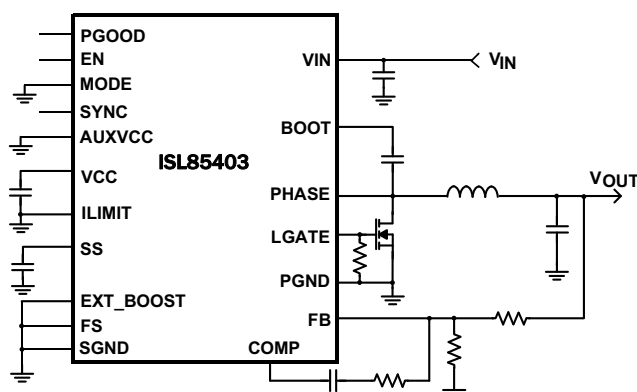 PGOOD
EN
MODE
SYNC
AUXVCC
VCC
ILIMIT
SS
EXT_BOOST
FS
SGND
ISL85403
VIN
BOOT
PHASE
LGATE
PGND
FB
COMP
VIN
VOUT